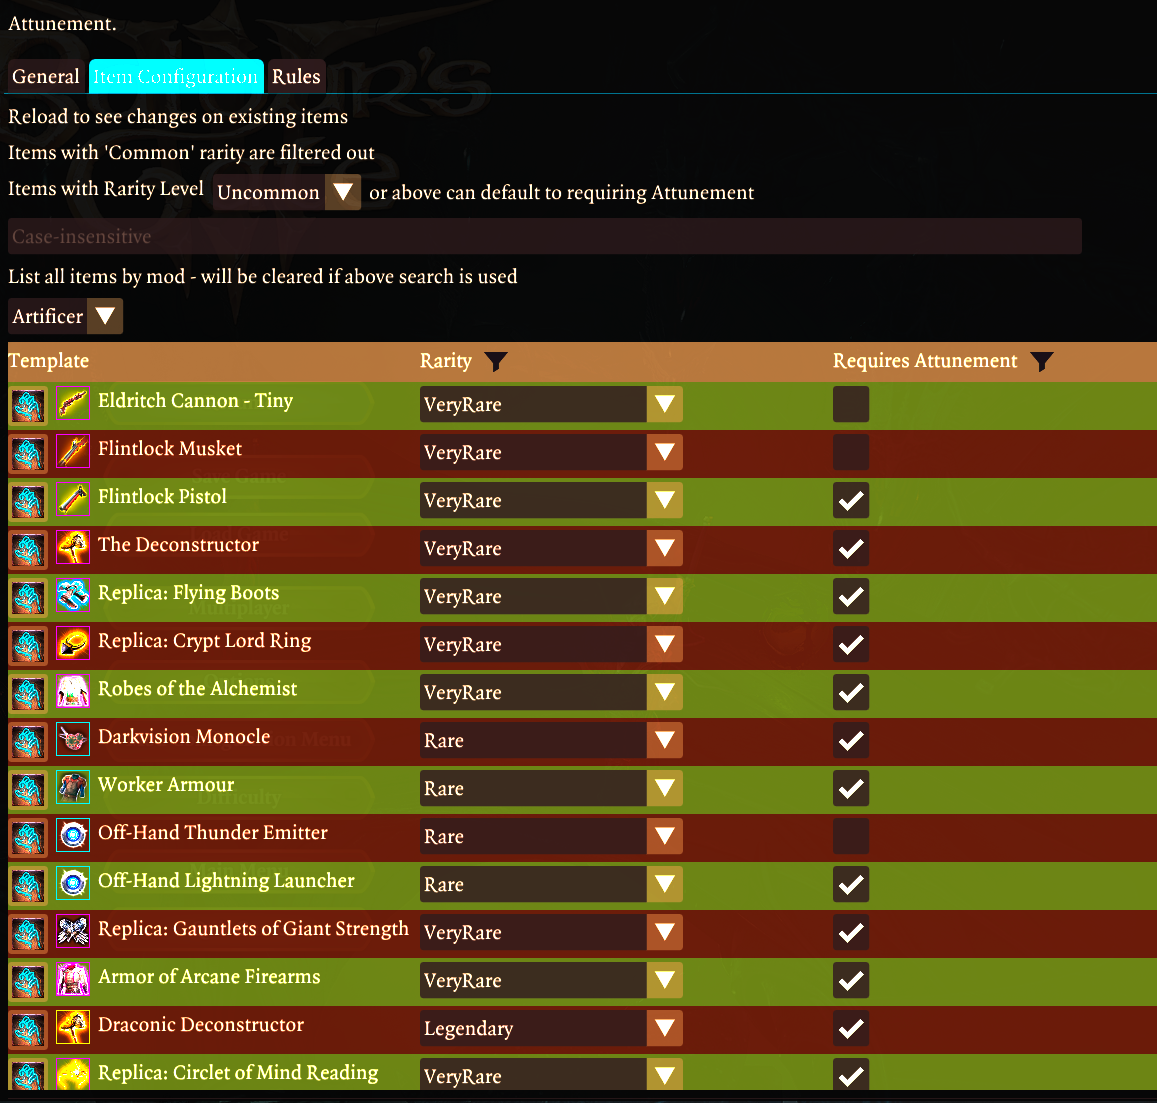 Attunement.
General Item Configuration Rules
Reload to see changes on existing items
Items with 'Common' rarity are filtered out
Items with Rarity Level Uncommon or above can default to requiring Attunement
Case-insensitive
List all items by mod - will be cleared if above search is used
Artificer
Template Rarity Requires Attunement
Eldritch Cannon - Tiny VeryRare
Flintlock Musket VeryRare
Save Game
Flintlock Pistol VeryRare
The Deconstructor VeryRare
Replica: Flying Boots VeryRare
Multiplayer
Replica: Crypt Lord Ring VeryRare
Robes of the Alchemist VeryRare
Darkvision Monocle Rare
Menu
Worker Armour Rare
Difficulty
Off-Hand Thunder Emitter Rare
Off-Hand Lightning Launcher Rare
Replica: Gauntlets of Giant Strength VeryRare
Armor of Arcane Firearms VeryRare
Draconic Deconstructor Legendary
Replica: Circlet of Mind Reading VeryRare